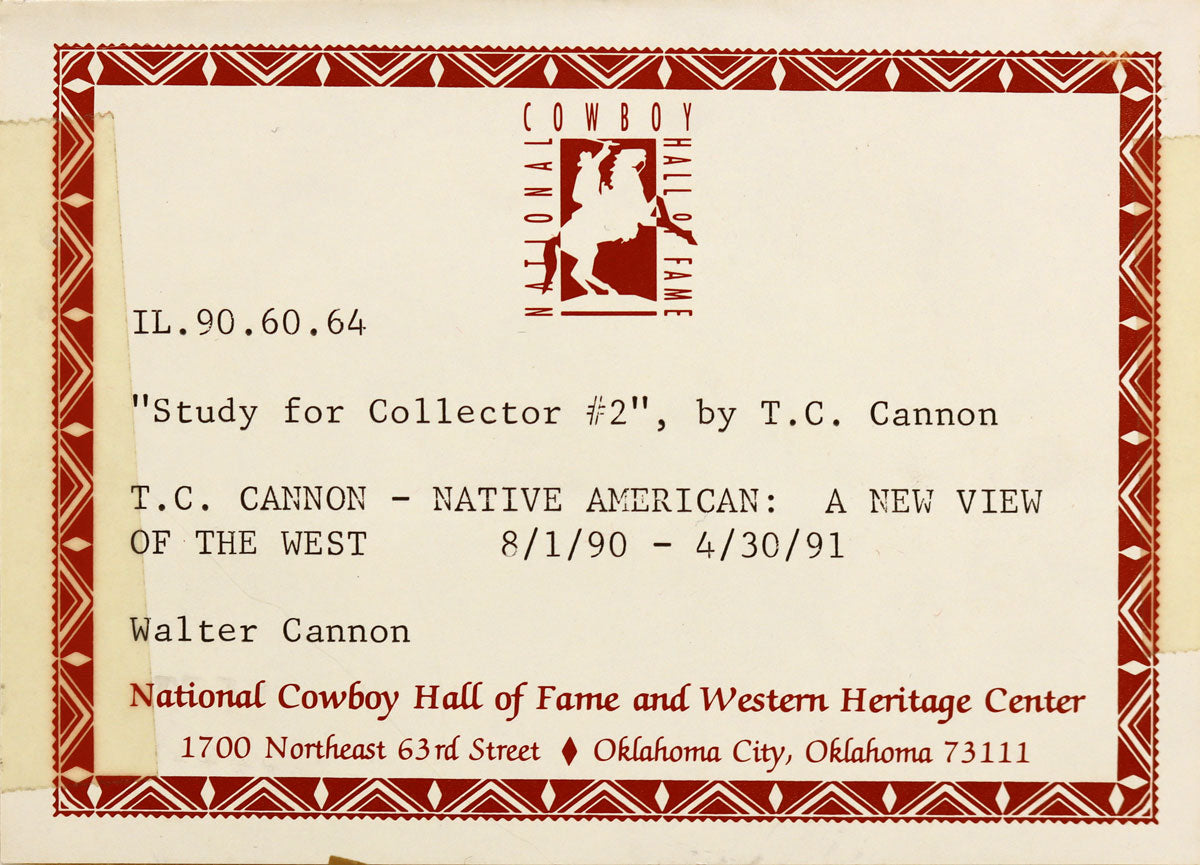 COWBOY
NATIONAL
HALL OF FAME
IL.90.60.64
"Study for Collector #2", by T.C. Cannon
T.C. CANNON - NATIVE AMERICAN:  A NEW VIEW
OF THE WEST      8/1/90 - 4/30/91
Walter Cannon
National Cowboy Hall of Fame and Western Heritage Center
1700 Northeast 63rd Street ♦ Oklahoma City, Oklahoma 73111